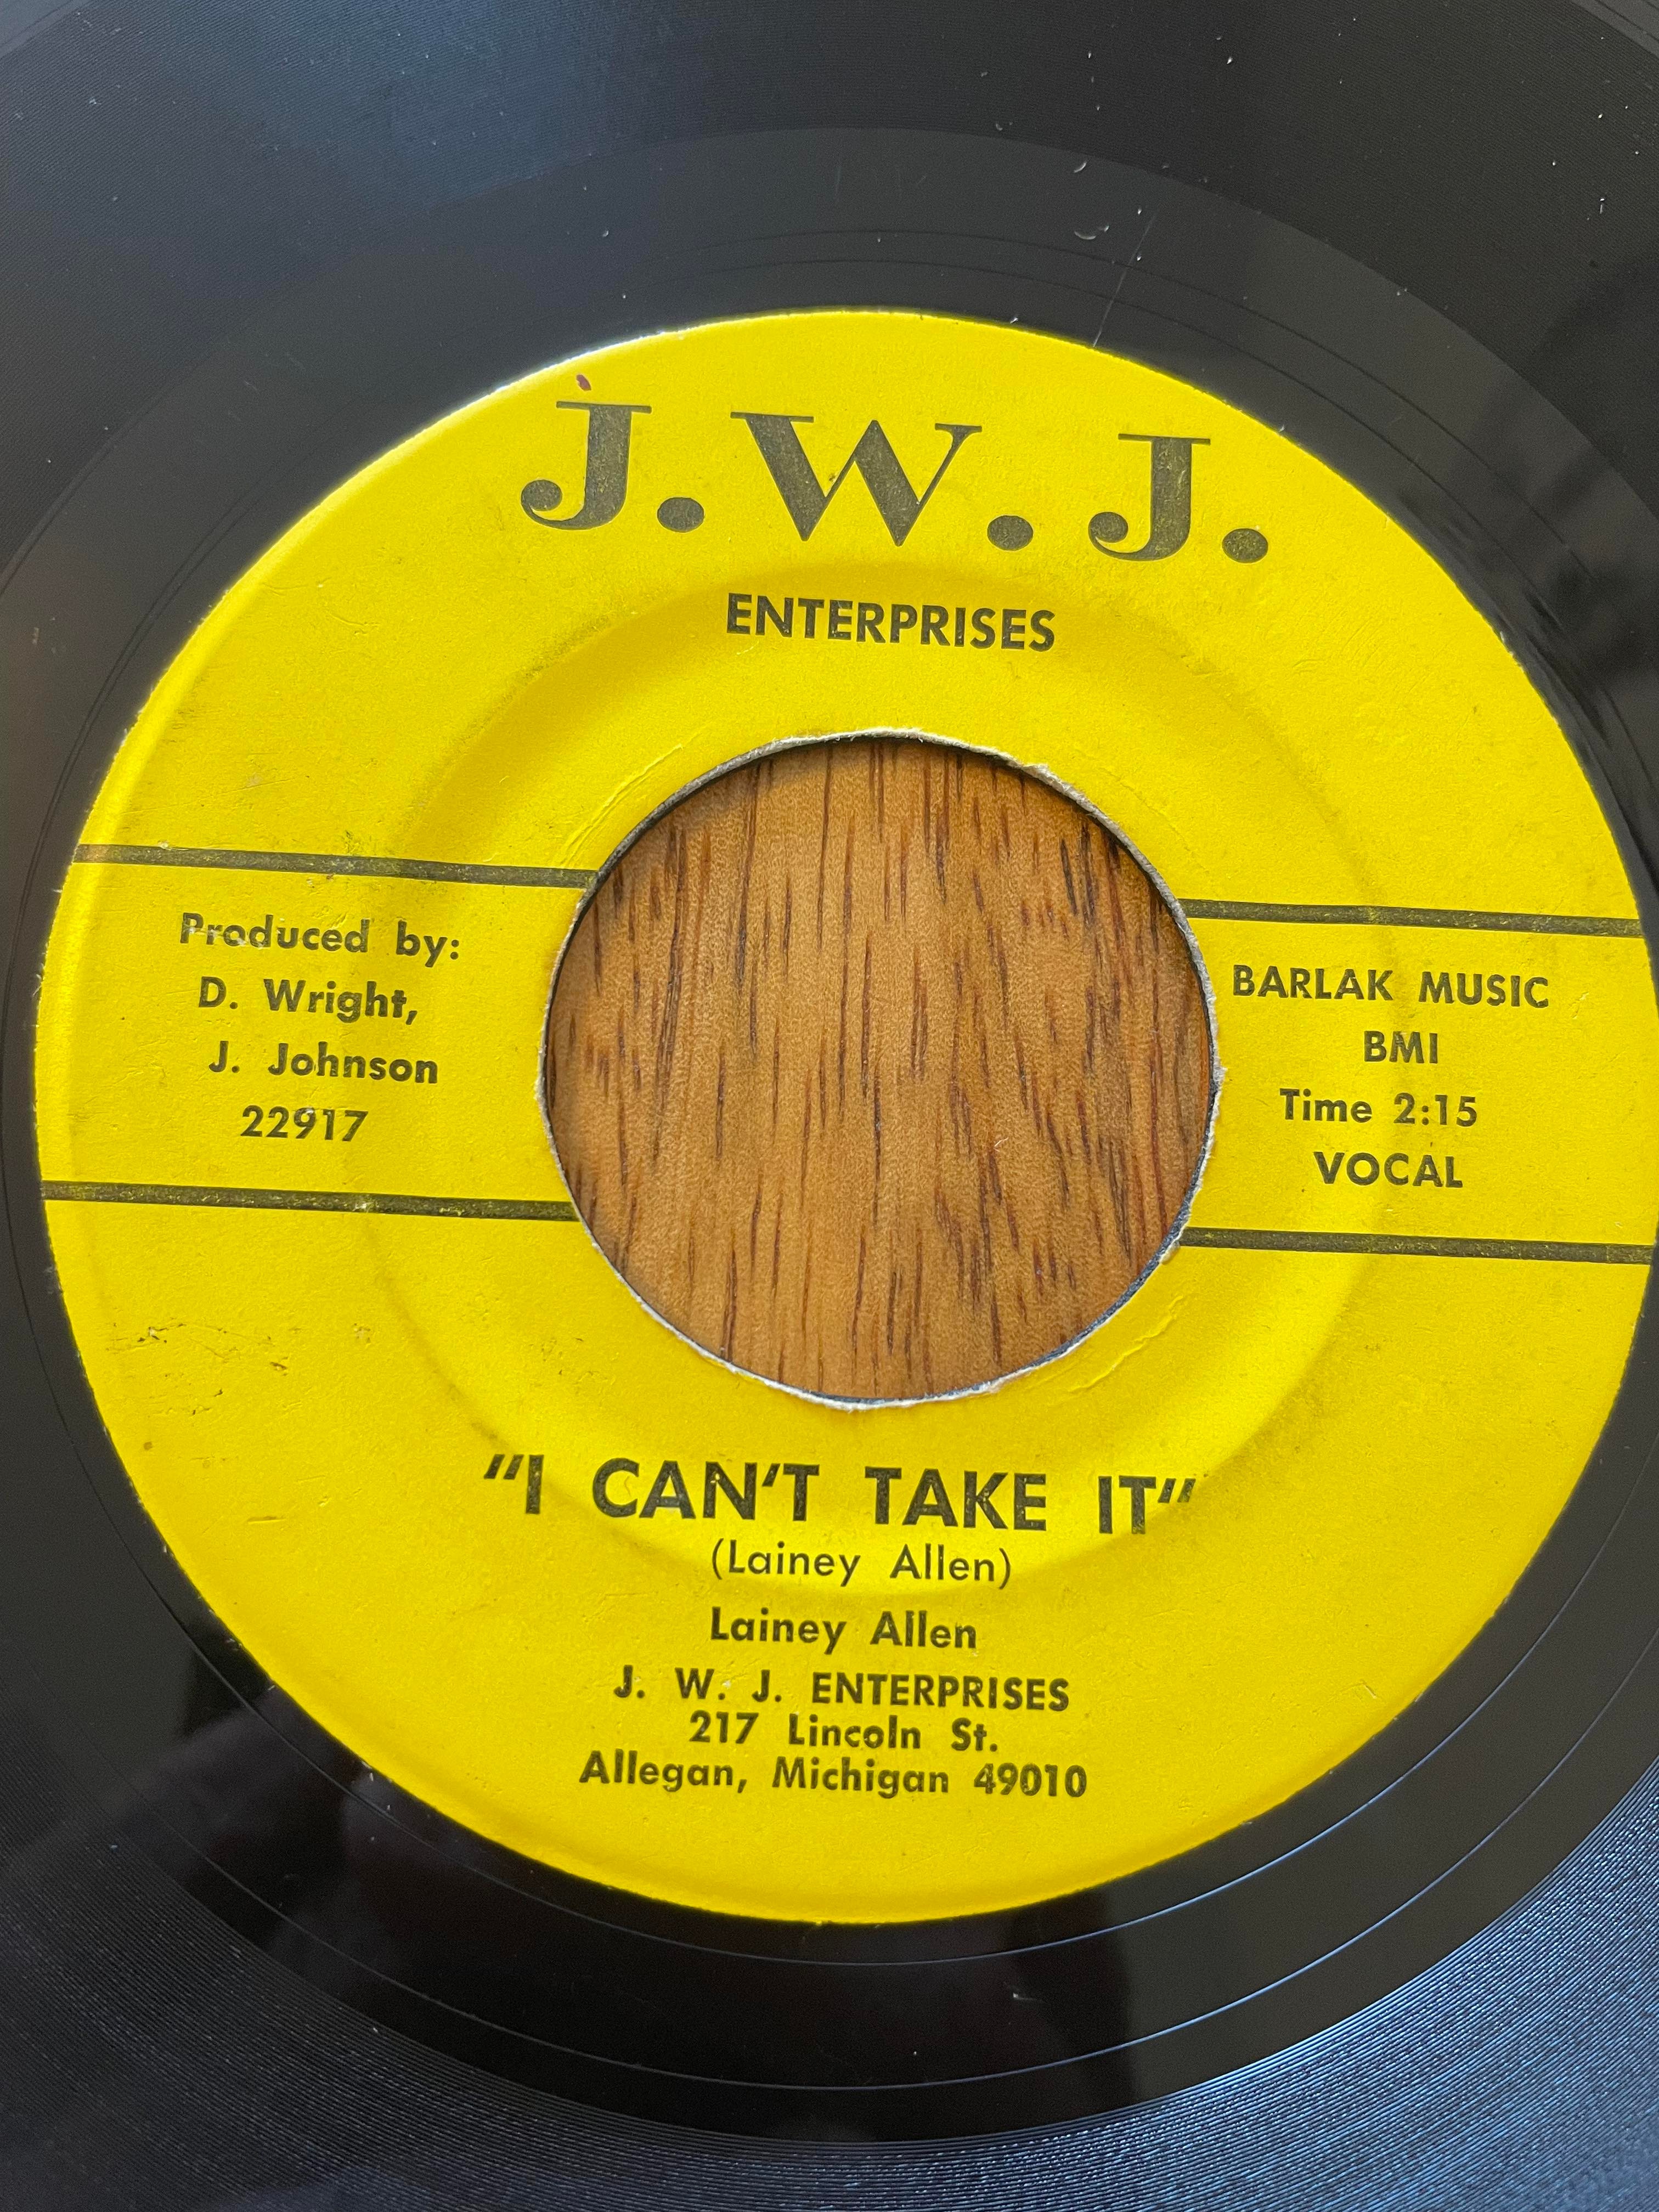 J. W. J.
ENTERPRISES
Produced by:
D. Wright,
J. Johnson
22917
BARLAK MUSIC
BMI
Time 2:15
VOCAL
"I CAN'T TAKE IT"
(Lainey Allen)
Lainey Allen
J. W. J. ENTERPRISES
217 Lincoln St.
Allegan, Michigan 49010